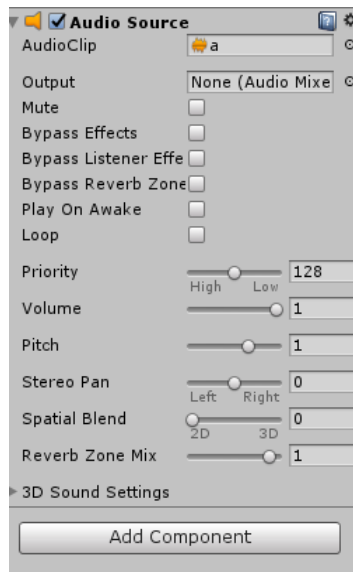 Audio Source
AudioClip a
Output None (Audio Mixe
Mute
Bypass Effects
Bypass Listener Effe
Bypass Reverb Zone
Play On Awake
Loop
Priority 128
High Low
Volume 1
Pitch 1
Stereo Pan 0
Left Right
Spatial Blend 0
2D 3D
Reverb Zone Mix 1
3D Sound Settings
Add Component